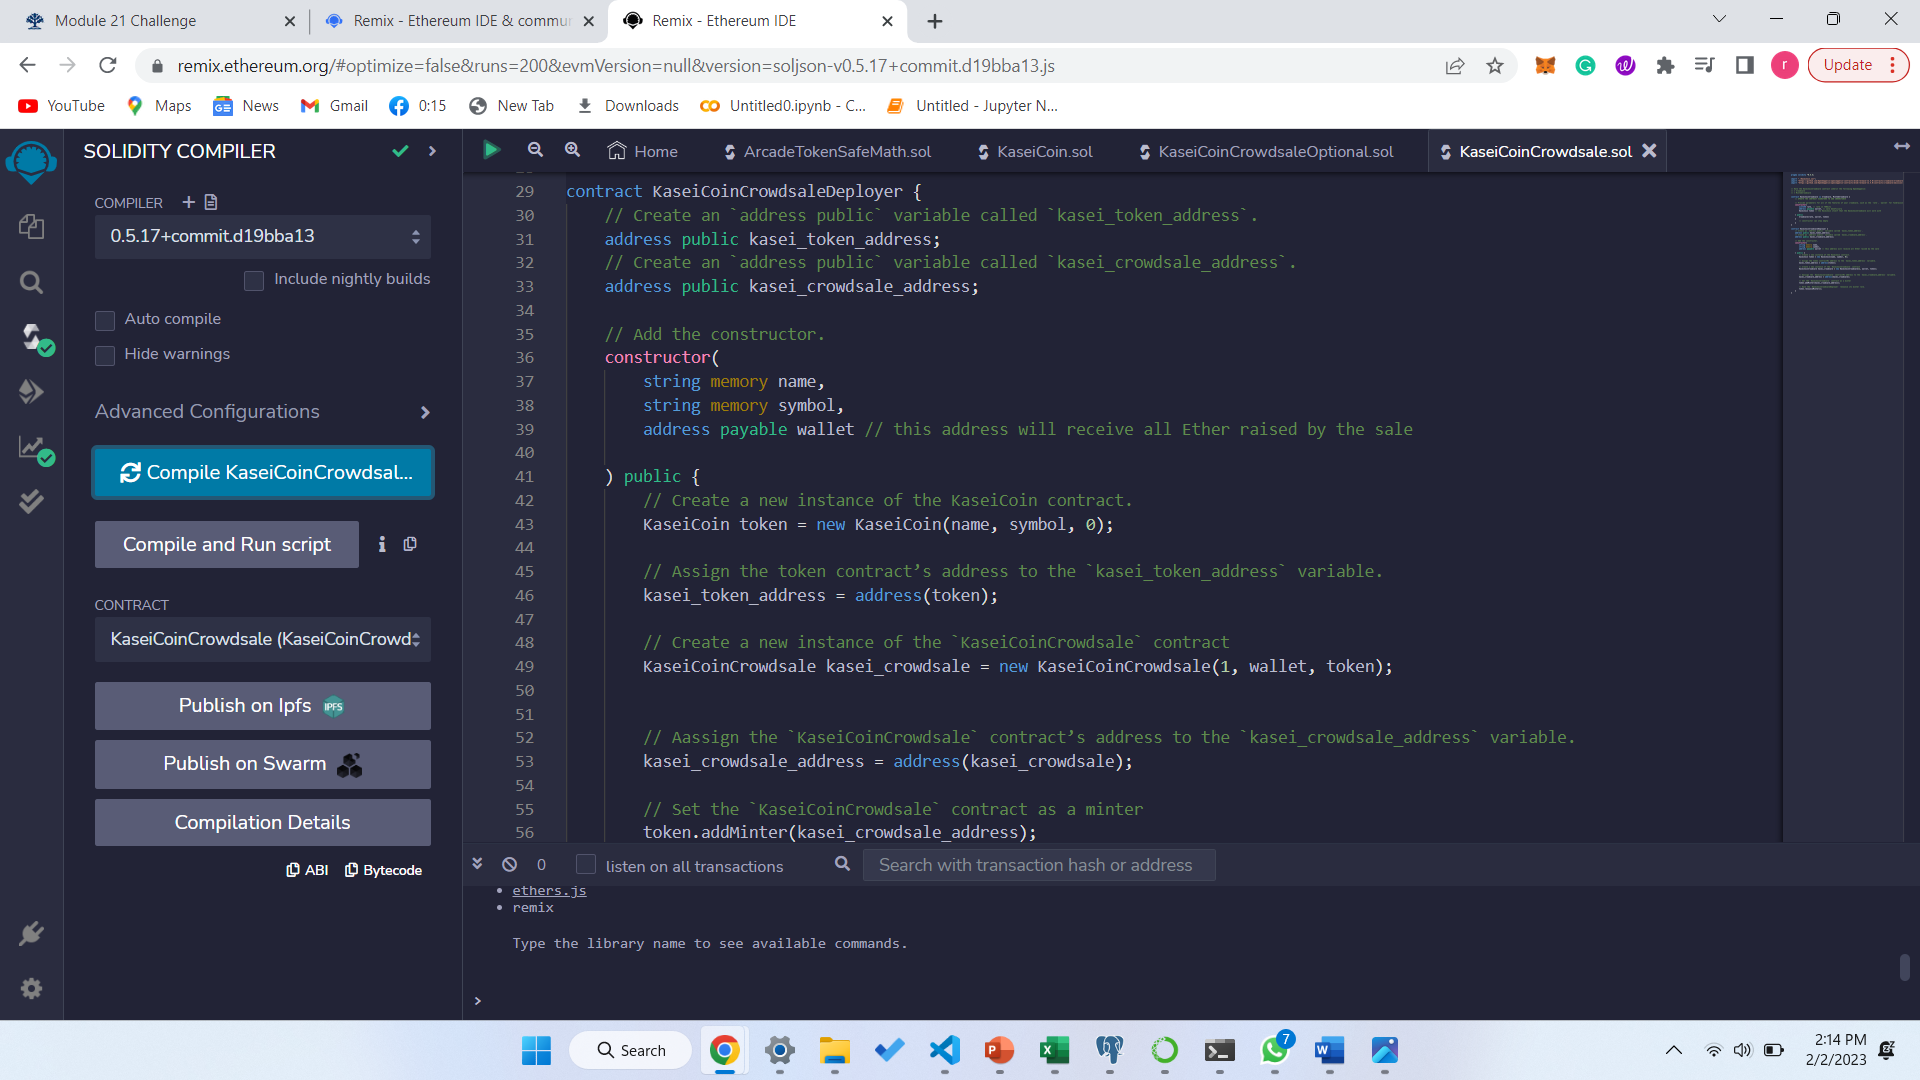 Module 21 Challenge
Remix - Ethereum IDE & commu
Remix - Ethereum IDE
remix.ethereum.org/#optimize=false&runs=200&evmVersion=null&version=soljson-v0.5.17+commit.d19bba13.js
r
Update
YouTube
Maps
News
Gmail
0:15
New Tab
Downloads
Untitled0.ipynb - C...
Untitled - Jupyter N...
SOLIDITY COMPILER
COMPILER
0.5.17+commit.d19bba13
Include nightly builds
Auto compile
Hide warnings
Advanced Configurations
Compile KaseiCoinCrowdsal...
Compile and Run script
CONTRACT
KaseiCoinCrowdsale (KaseiCoinCrowd
Publish on Ipfs
IPFS
Publish on Swarm
Compilation Details
ABI
Bytecode
Home
ArcadeTokenSafeMath.sol
KaseiCoin.sol
KaseiCoinCrowdsaleOptional.sol
KaseiCoinCrowdsale.sol
29 contract KaseiCoinCrowdsaleDeployer {
30 // Create an `address public` variable called `kasei_token_address`.
31 address public kasei_token_address;
32 // Create an `address public` variable called `kasei_crowdsale_address`.
33 address public kasei_crowdsale_address;
34
35 // Add the constructor.
36 constructor(
37 string memory name,
38 string memory symbol,
39 address payable wallet // this address will receive all Ether raised by the sale
40
41 ) public {
42 // Create a new instance of the KaseiCoin contract.
43 KaseiCoin token = new KaseiCoin(name, symbol, 0);
44
45 // Assign the token contract’s address to the `kasei_token_address` variable.
46 kasei_token_address = address(token);
47
48 // Create a new instance of the `KaseiCoinCrowdsale` contract
49 KaseiCoinCrowdsale kasei_crowdsale = new KaseiCoinCrowdsale(1, wallet, token);
50
51
52 // Aassign the `KaseiCoinCrowdsale` contract’s address to the `kasei_crowdsale_address` variable.
53 kasei_crowdsale_address = address(kasei_crowdsale);
54
55 // Set the `KaseiCoinCrowdsale` contract as a minter
56 token.addMinter(kasei_crowdsale_address);
0
listen on all transactions
Search with transaction hash or address
• ethers.js
• remix
Type the library name to see available commands.
>
Search
7
2:14 PM
2/2/2023